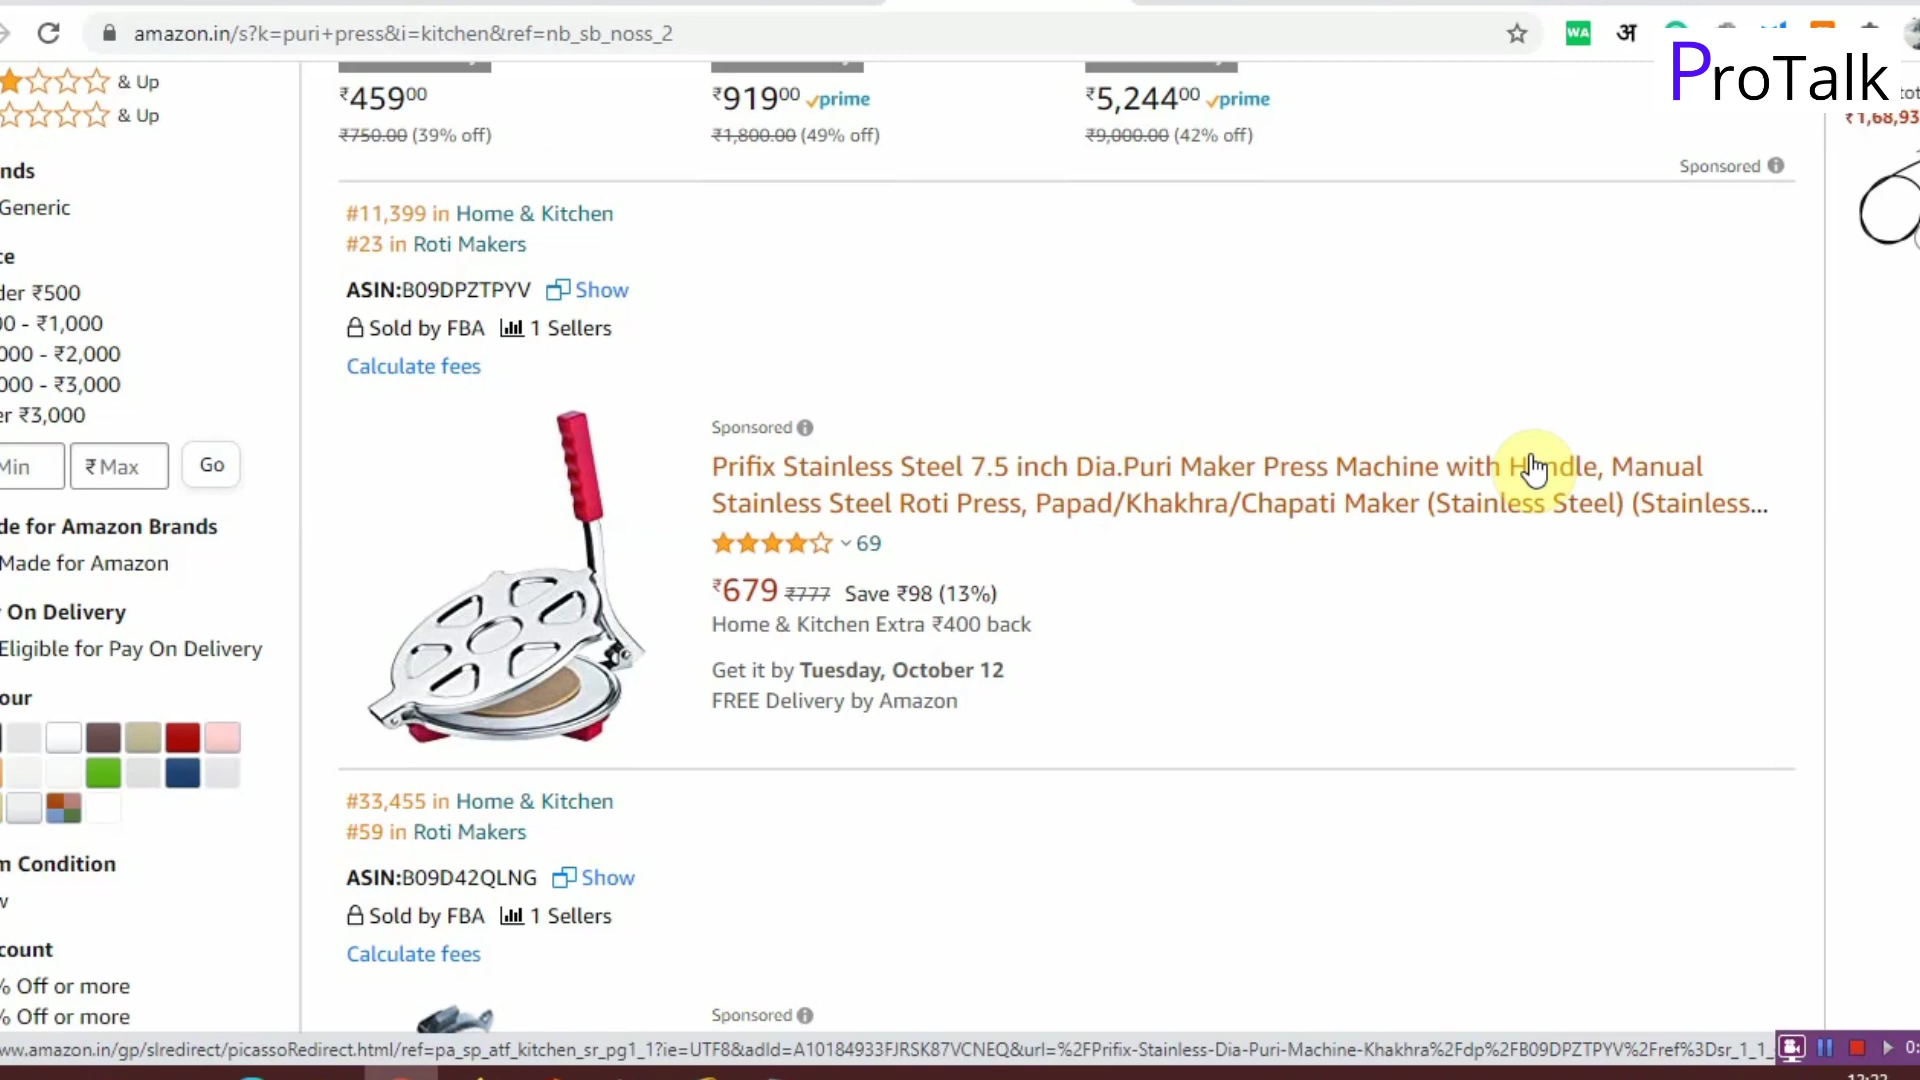 amazon.in/s?k=puri+press&i=kitchen&ref=nb_sb_noss_2
WA
अ
ProTalk
& Up
& Up
nds
Generic
ce
der ₹500
00 - ₹1,000
000 - ₹2,000
000 - ₹3,000
er ₹3,000
Min
₹Max
Go
de for Amazon Brands
Made for Amazon
y On Delivery
Eligible for Pay On Delivery
our
m Condition
w
count
% Off or more
% Off or more
₹45900
₹750.00 (39% off)
₹91900 prime
₹1,800.00 (49% off)
₹5,24400 prime
₹9,000.00 (42% off)
Sponsored
₹1,68,93
#11,399 in Home & Kitchen
#23 in Roti Makers
ASIN:B09DPZTPYV Show
Sold by FBA 1 Sellers
Calculate fees
Sponsored
Prifix Stainless Steel 7.5 inch Dia.Puri Maker Press Machine with Handle, Manual
Stainless Steel Roti Press, Papad/Khakhra/Chapati Maker (Stainless Steel) (Stainless...
69
₹679 ₹777 Save ₹98 (13%)
Home & Kitchen Extra ₹400 back
Get it by Tuesday, October 12
FREE Delivery by Amazon
#33,455 in Home & Kitchen
#59 in Roti Makers
ASIN:B09D42QLNG Show
Sold by FBA 1 Sellers
Calculate fees
Sponsored
ww.amazon.in/gp/slredirect/picassoRedirect.html/ref=pa_sp_atf_kitchen_sr_pg1_1?ie=UTF8&adId=A10184933FJRSK87VCNEQ&url=%2FPrifix-Stainless-Dia-Puri-Machine-Khakhra%2Fdp%2FB09DPZTPYV%2Fref%3Dsr_1_1_
0: